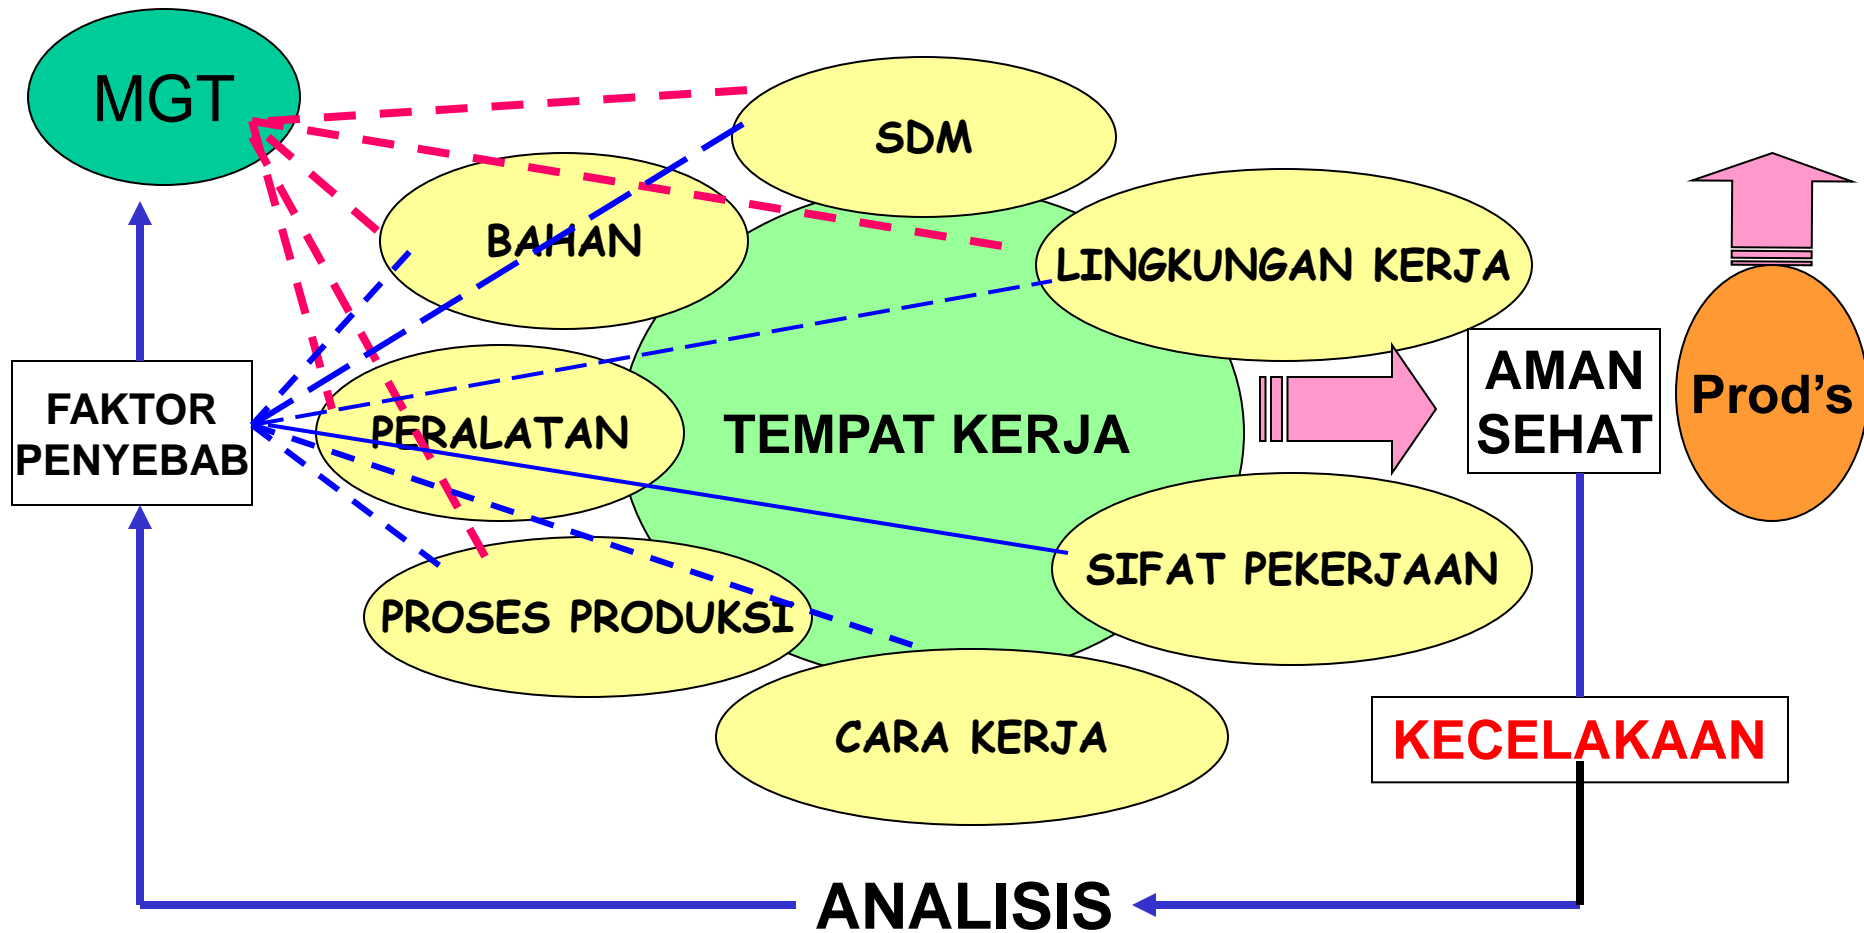 MGT
SDM
BAHAN
LINGKUNGAN KERJA
FAKTOR
PENYEBAB
PERALATAN
TEMPAT KERJA
AMAN
SEHAT
Prod's
SIFAT PEKERJAAN
PROSES PRODUKSI
CARA KERJA
KECELAKAAN
ANALISIS